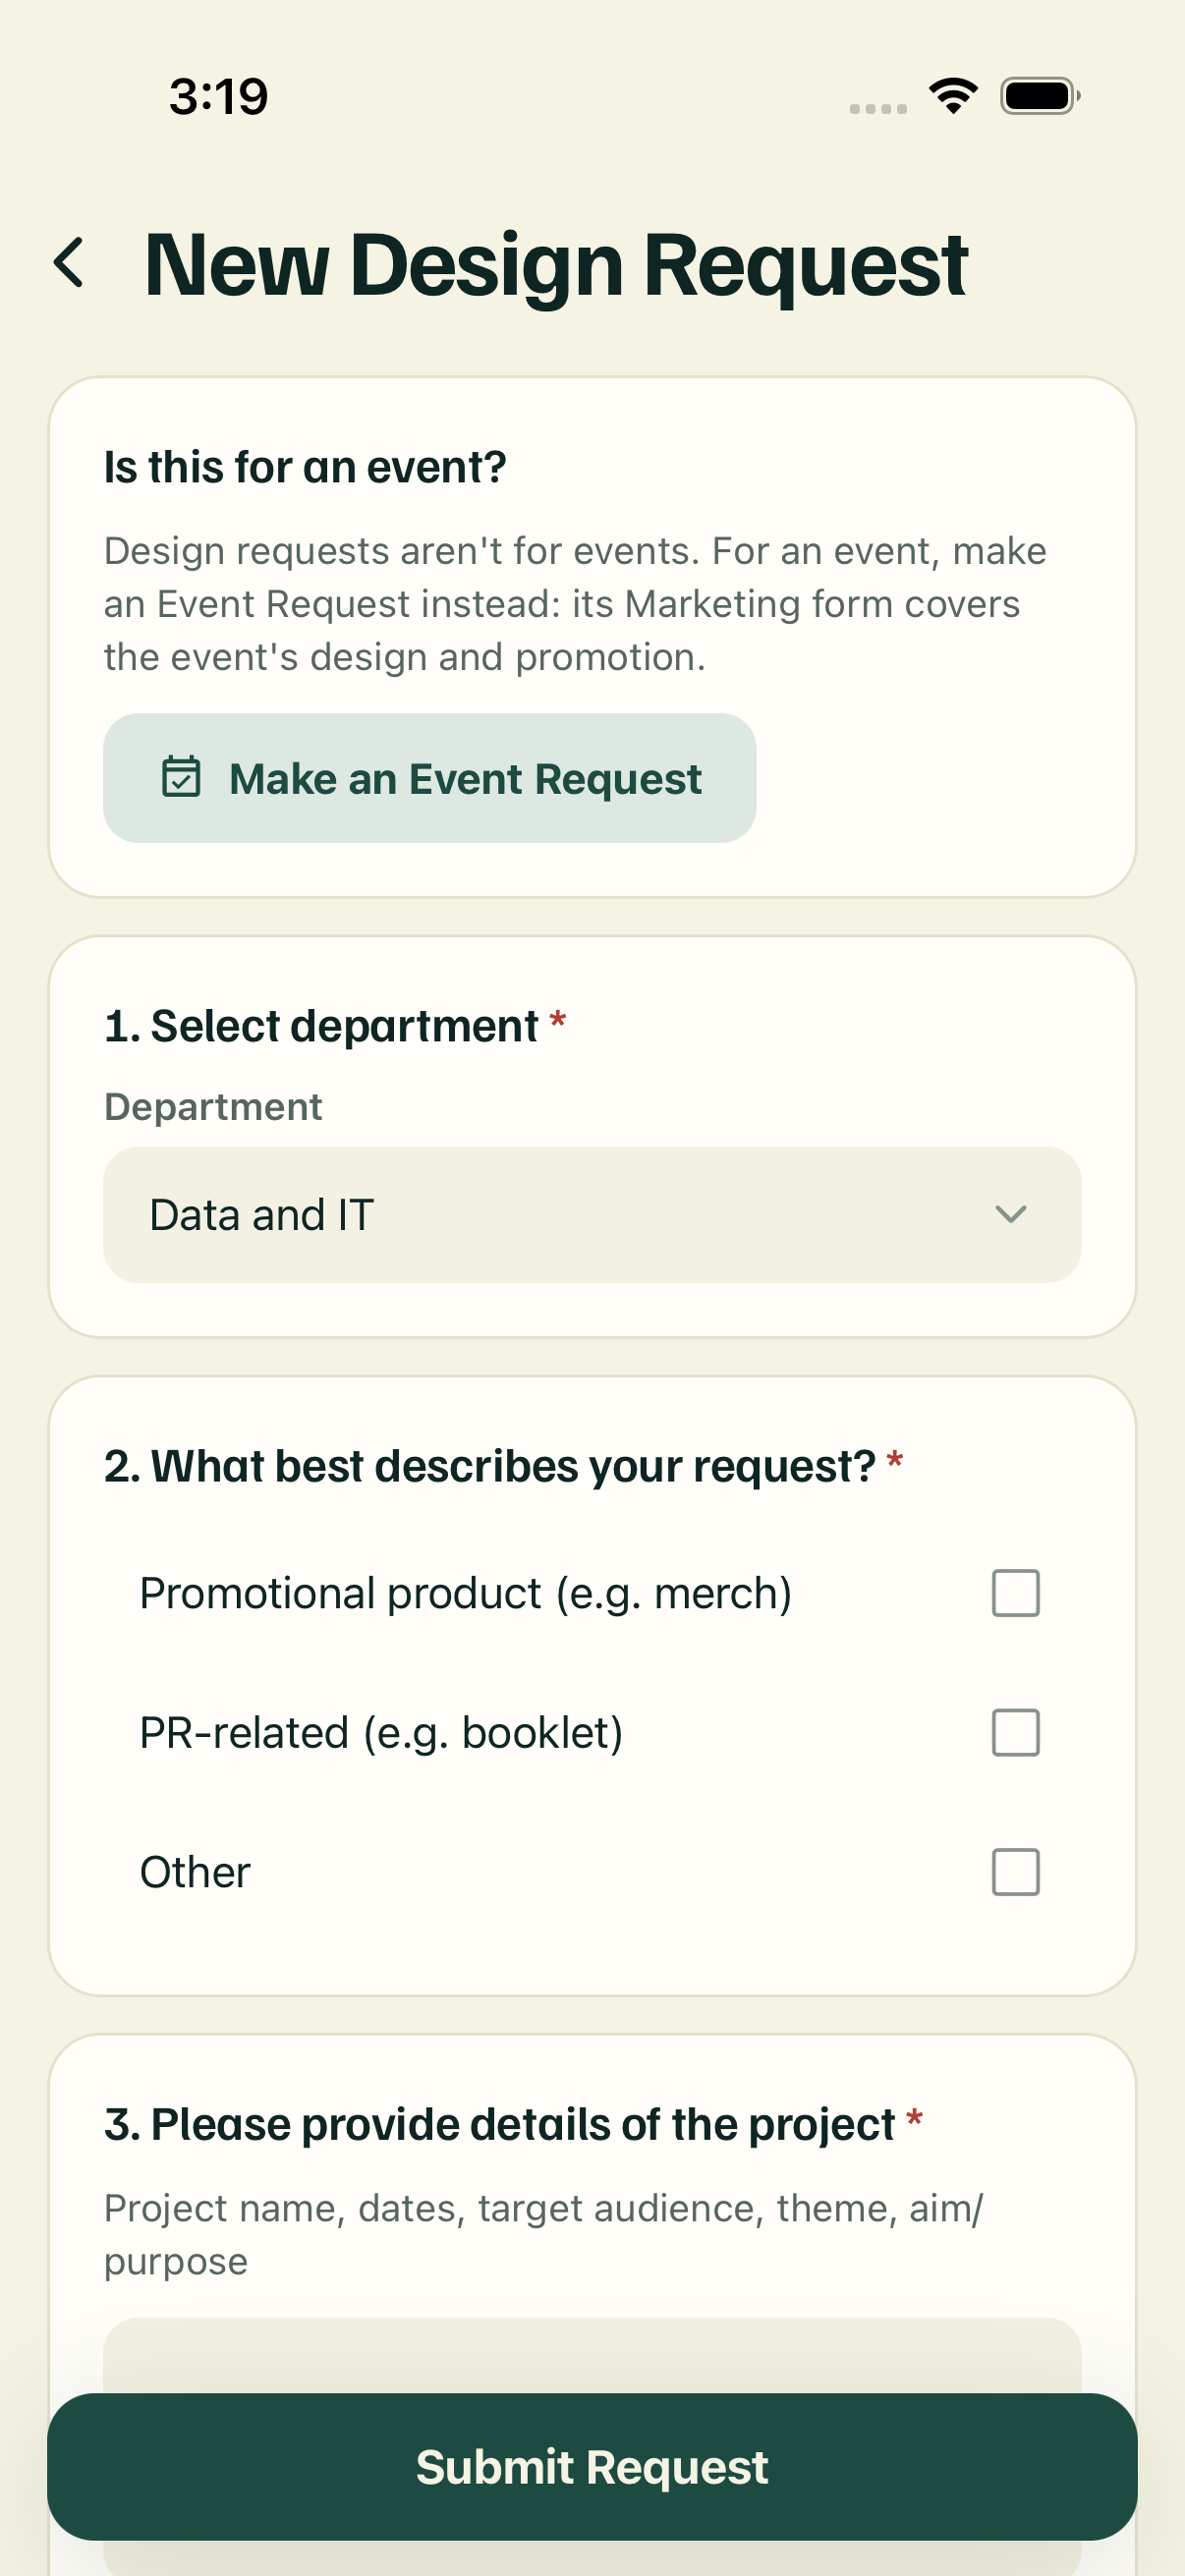 3:19
New Design Request
Is this for an event?
Design requests aren't for events. For an event, make
an Event Request instead: its Marketing form covers
the event's design and promotion.
Make an Event Request
1. Select department *
Department
Data and IT
2. What best describes your request? *
Promotional product (e.g. merch)
PR-related (e.g. booklet)
Other
3. Please provide details of the project *
Project name, dates, target audience, theme, aim/
purpose
Submit Request